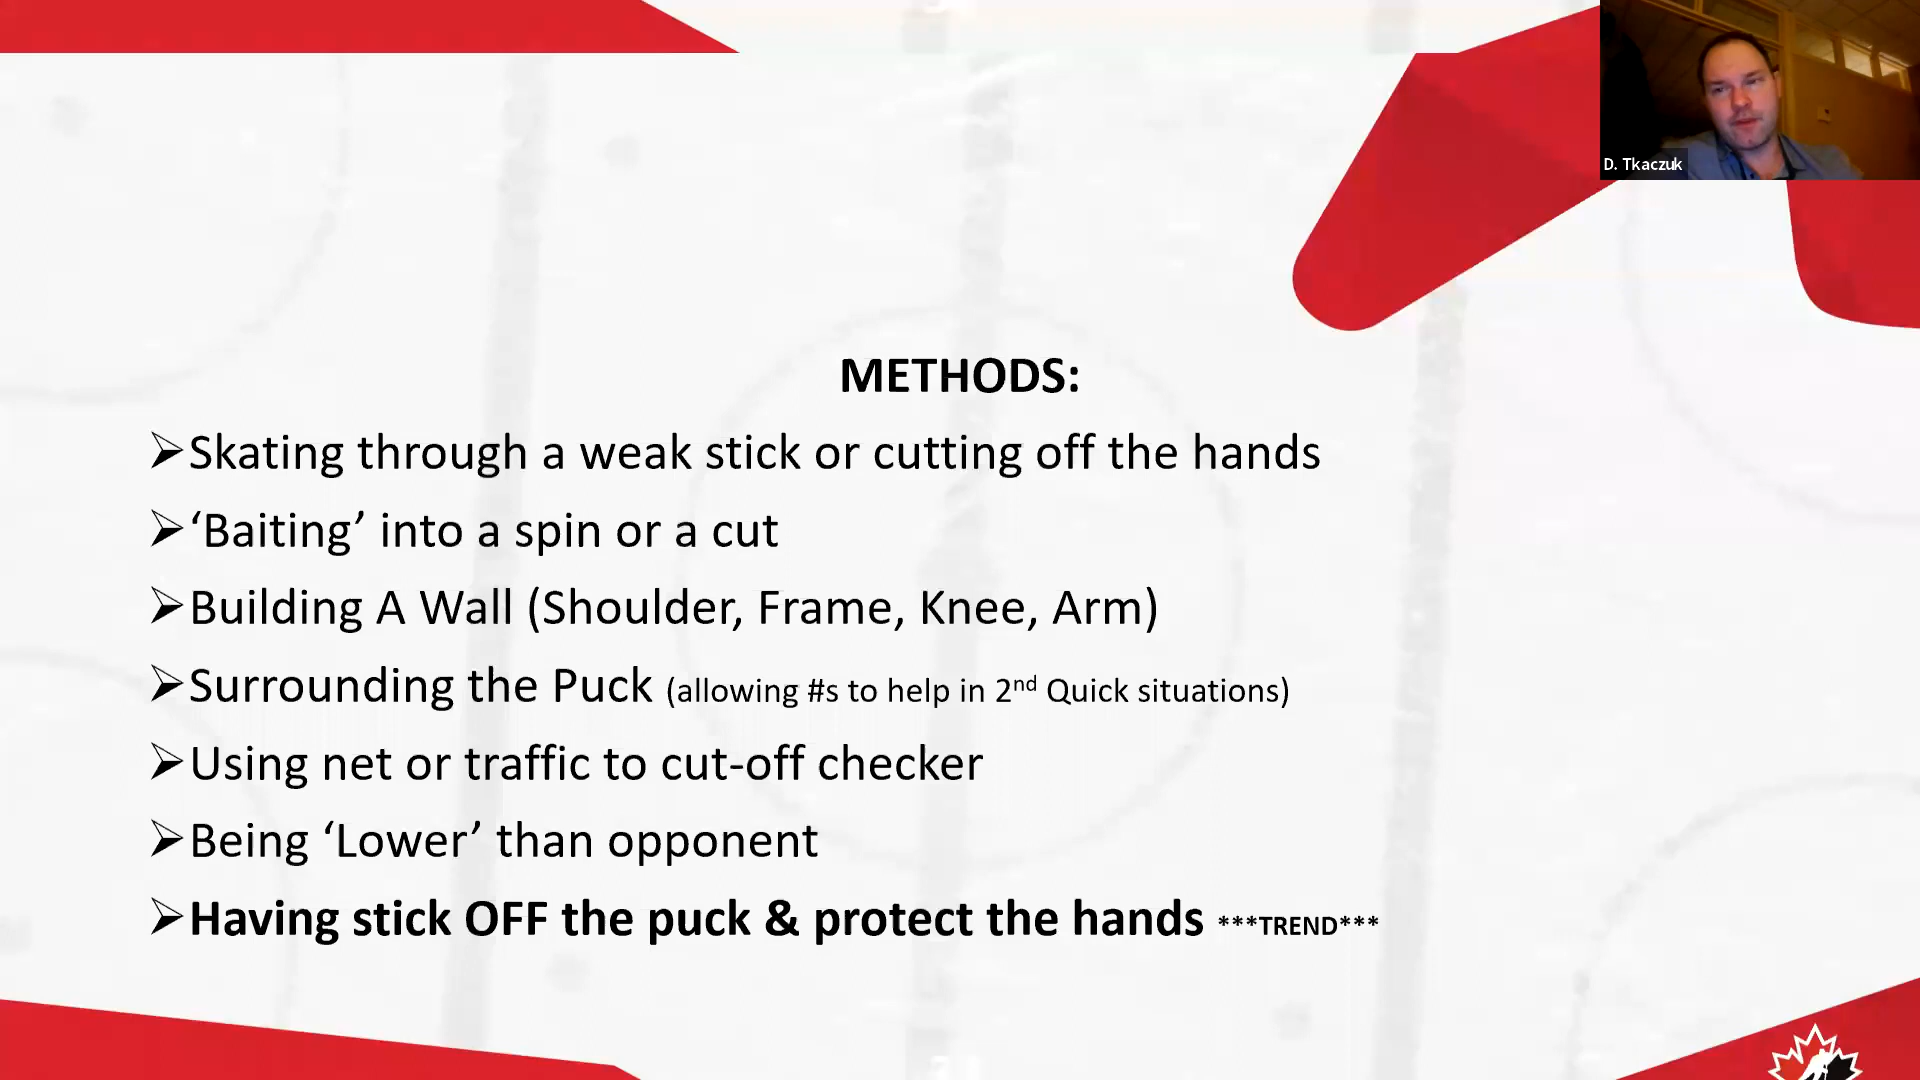 D. Tkaczuk
METHODS:
➢Skating through a weak stick or cutting off the hands
➢‘Baiting’ into a spin or a cut
➢Building A Wall (Shoulder, Frame, Knee, Arm)
➢Surrounding the Puck (allowing #s to help in 2nd Quick situations)
➢Using net or traffic to cut-off checker
➢Being ‘Lower’ than opponent
➢Having stick OFF the puck & protect the hands ***TREND***